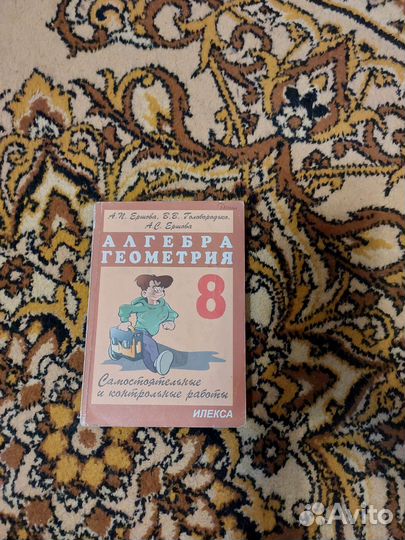 А.П. Ершова, В.В. Голобородько,
А.С. Ершова
АЛГЕБРА
ГЕОМЕТРИЯ
8
Самостоятельные
и контрольные работы
ИЛЕКСА
Avito